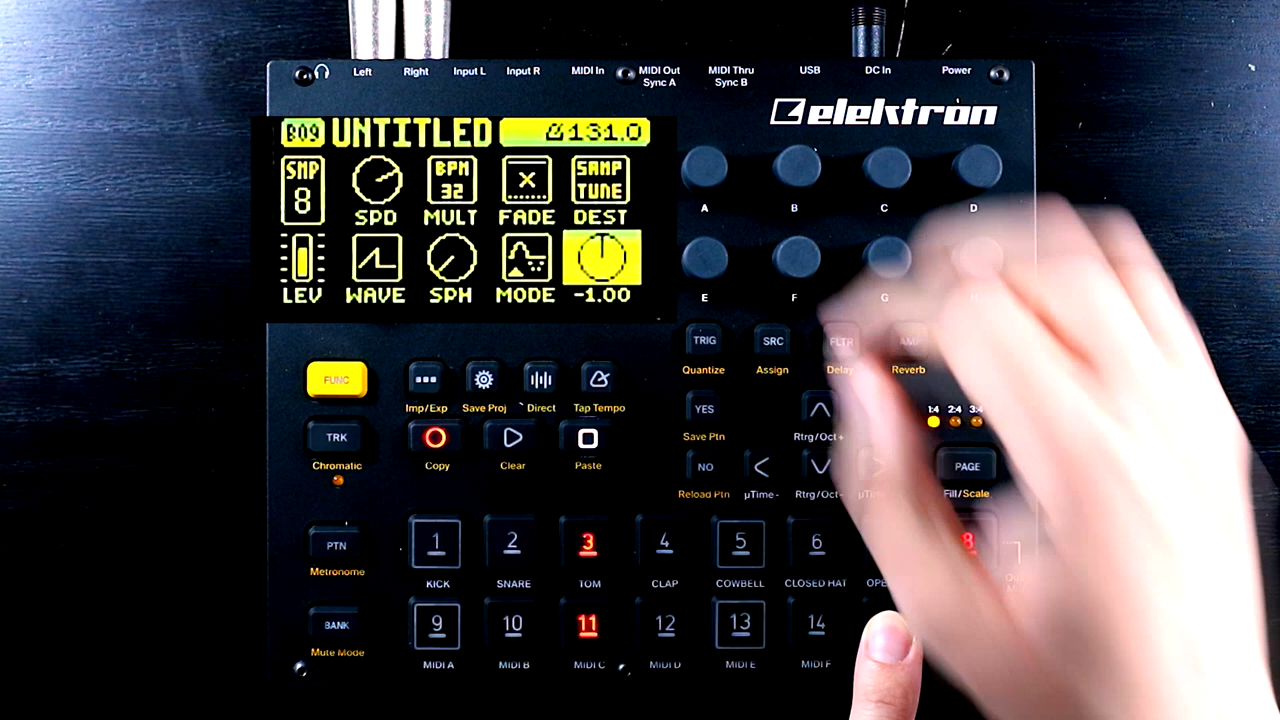 Left Right Input L Input R MIDI In MIDI Out MIDI Thru USB DC In Power
Sync A Sync B
elektron
B09 UNTITLED 131.0
SMP
8
BPM
32
X
SAMP
TUNE
SPD MULT FADE DEST
A B C D
LEV WAVE SPH MODE -1.00
E F G
TRIG SRC FLTR AMP
Quantize Assign Delay Reverb
FUNC
Imp/Exp Save Proj Direct Tap Tempo
YES
Save Ptn Rtrg/Oct+
1:4 2:4 3:4
TRK
Chromatic Copy Clear Paste
NO PAGE
Reload Ptn µTime- Rtrg/Oct- Fill/Scale
PTN 1 2 3 4 5 6 8
Metronome KICK SNARE TOM CLAP COWBELL CLOSED HAT
BANK 9 10 11 12 13 14
Mute Mode MIDI A MIDI B MIDI C MIDI D MIDI E MIDI F